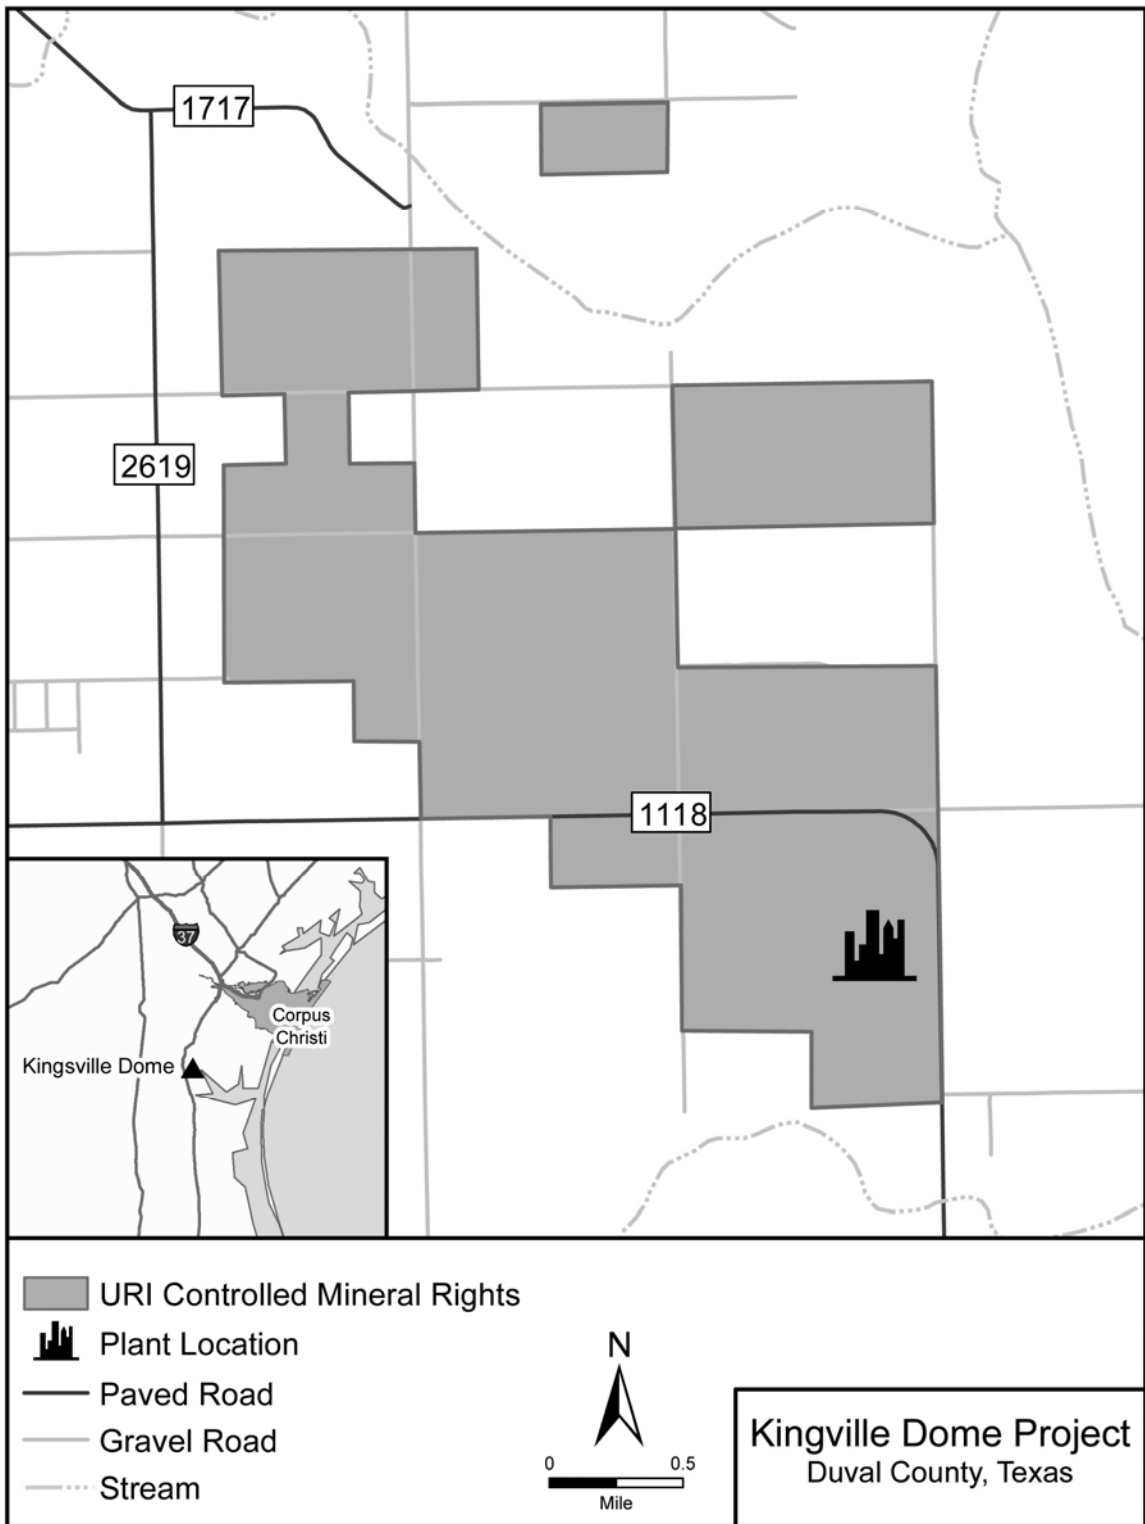 1717
2619
1118
37
Corpus
Christi
Kingsville Dome
URI Controlled Mineral Rights
Plant Location
Paved Road
Gravel Road
Stream
N
0 0.5
Mile
Kingville Dome Project
Duval County, Texas